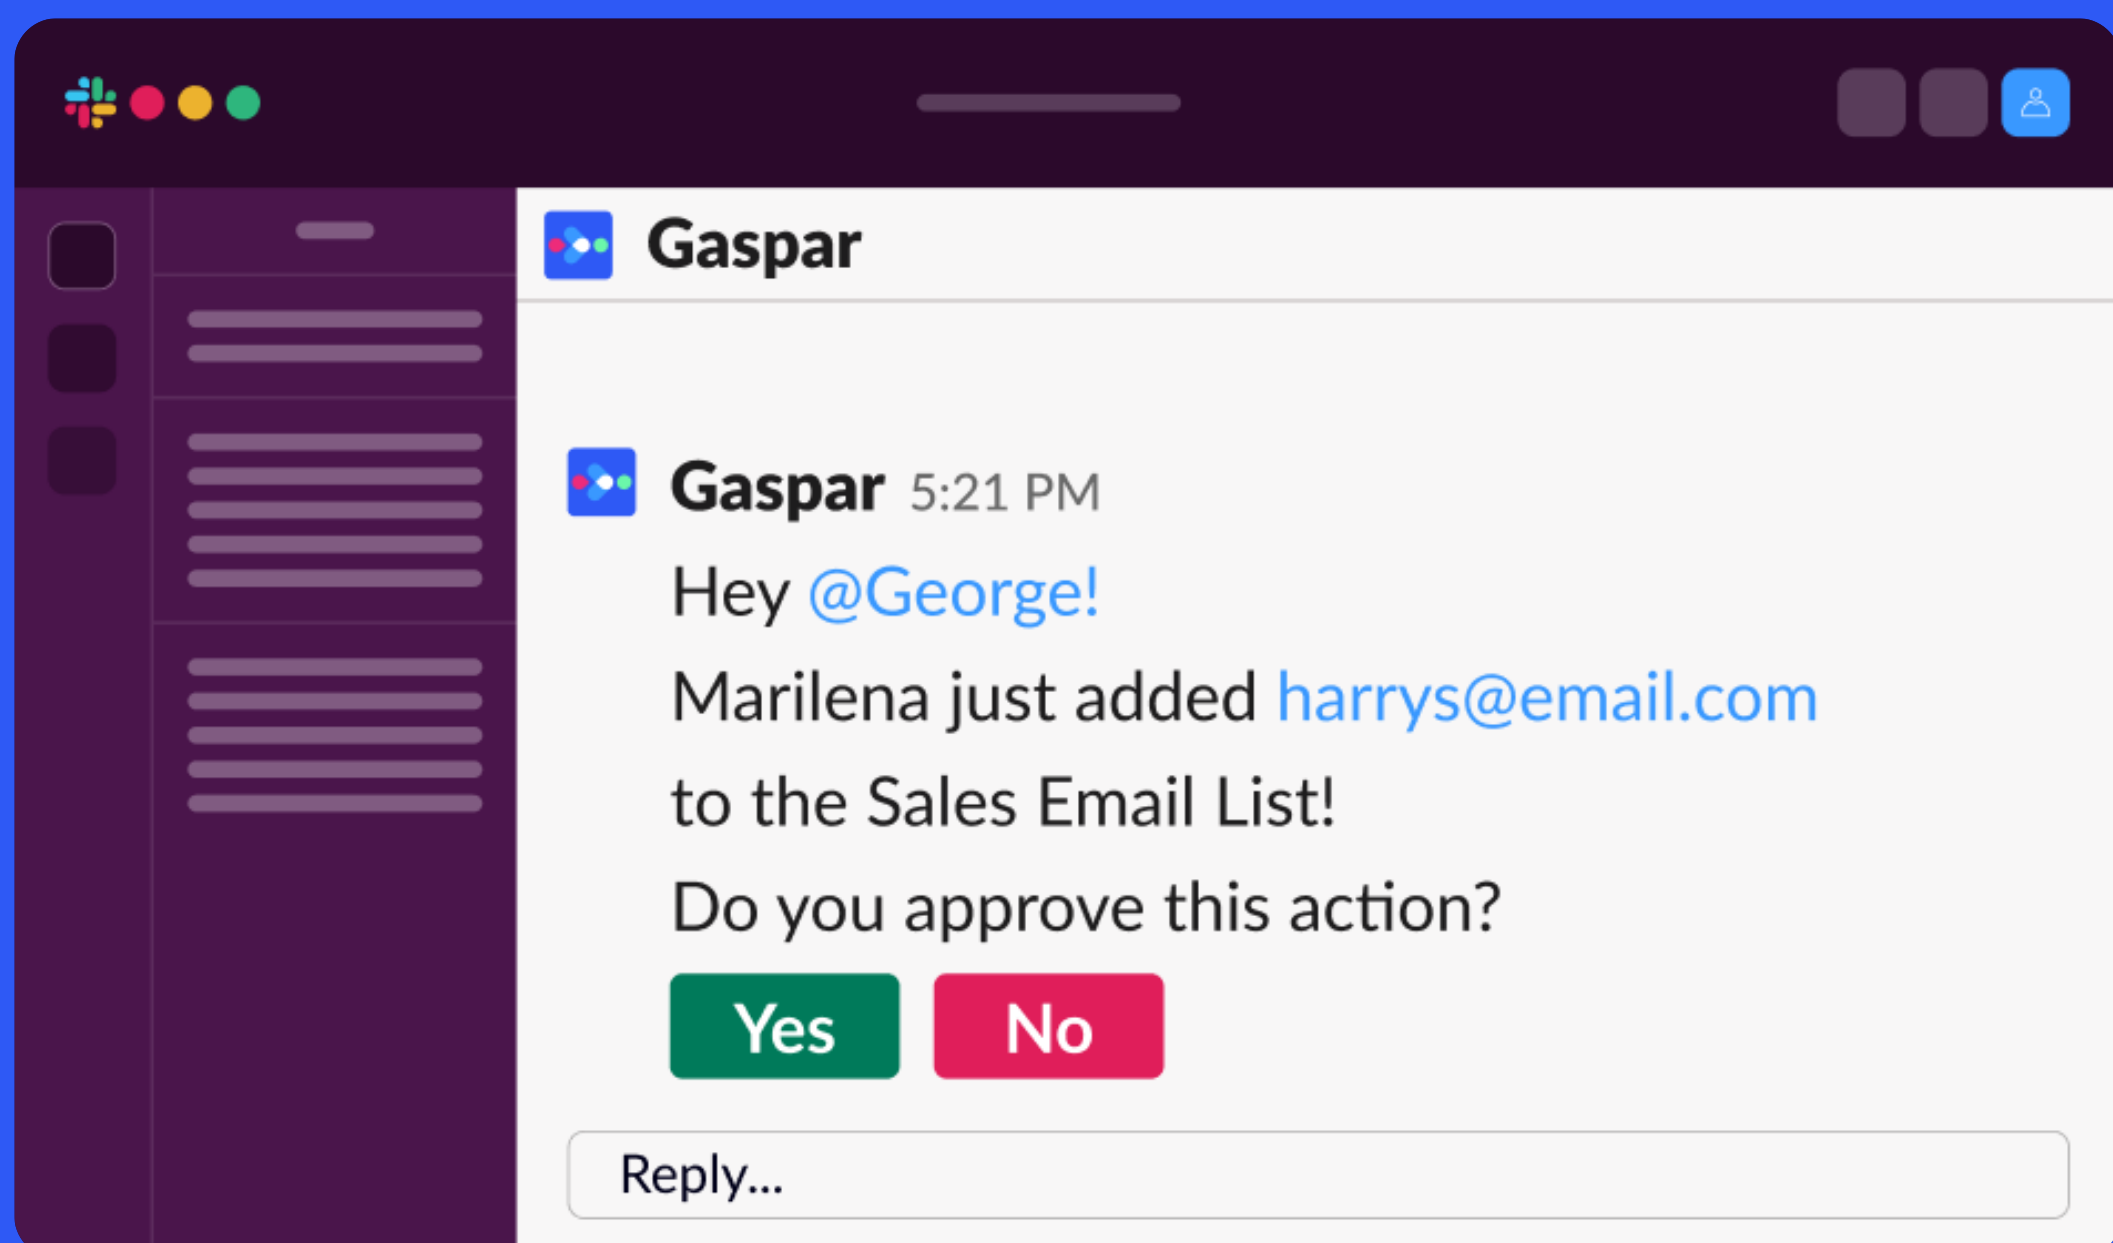 Gaspar
Gaspar 5:21 PM
Hey @George!
Marilena just added harrys@email.com
to the Sales Email List!
Do you approve this action?
Yes No
Reply...